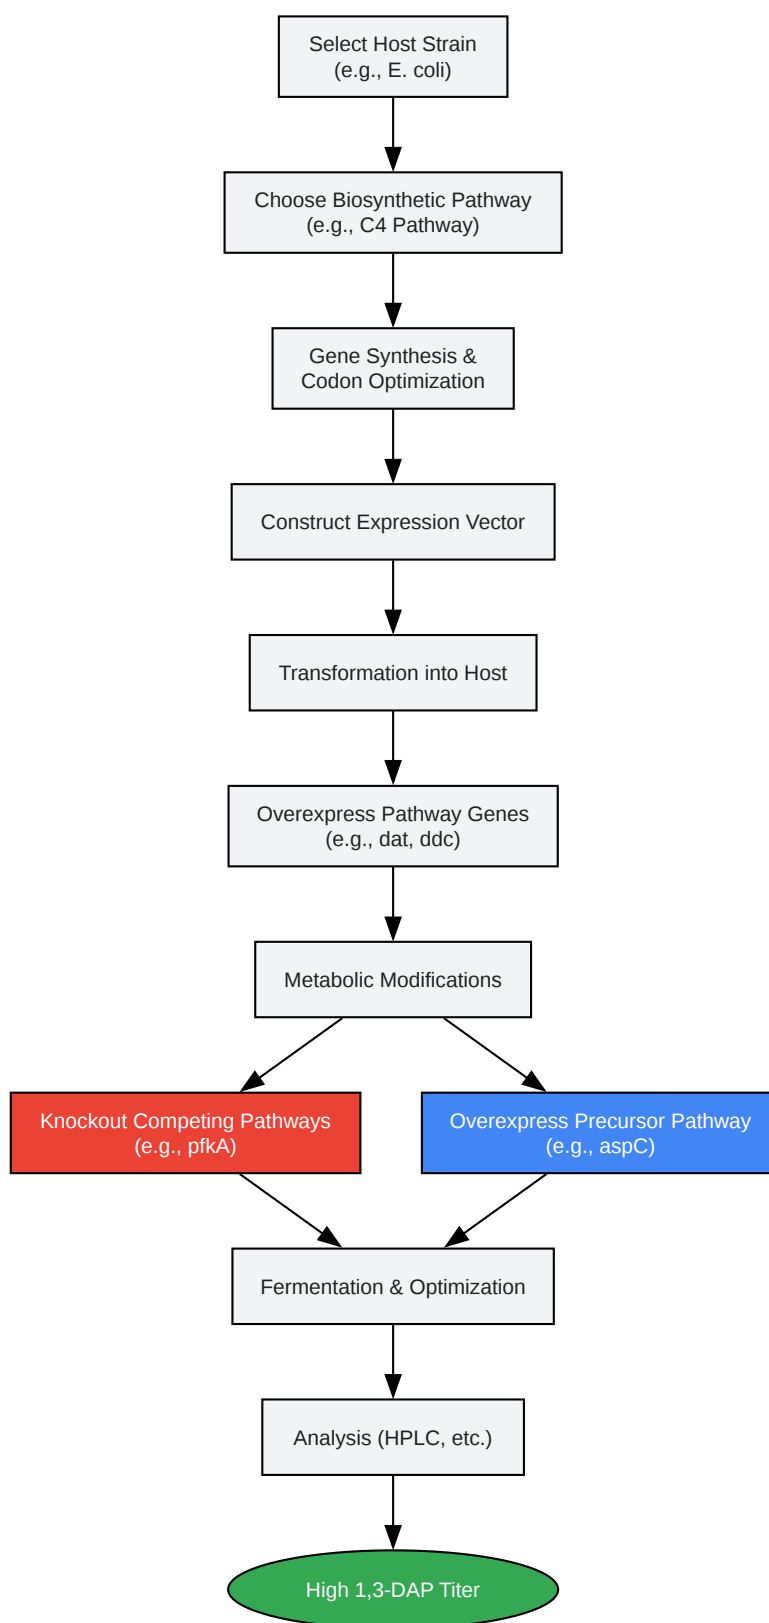 Select Host Strain
(e.g., E. coli)
Choose Biosynthetic Pathway
(e.g., C4 Pathway)
Gene Synthesis &
Codon Optimization
Construct Expression Vector
Transformation into Host
Overexpress Pathway Genes
(e.g., dat, ddc)
Metabolic Modifications
Knockout Competing Pathways
(e.g., pfkA)
Overexpress Precursor Pathway
(e.g., aspC)
Fermentation & Optimization
Analysis (HPLC, etc.)
High 1,3-DAP Titer